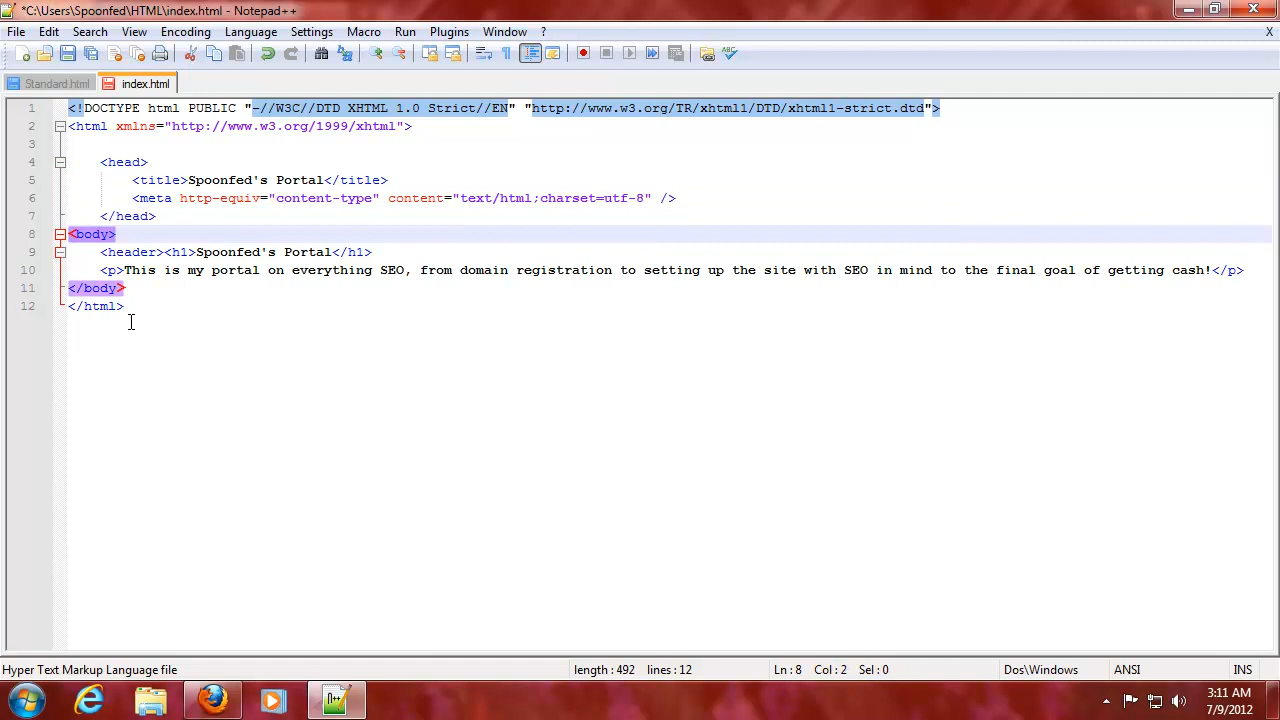 *C:\Users\Spoonfed\HTML\index.html - Notepad++
File Edit Search View Encoding Language Settings Macro Run Plugins Window ? X
Standard.html index.html
1 <!DOCTYPE html PUBLIC "-//W3C//DTD XHTML 1.0 Strict//EN" "http://www.w3.org/TR/xhtml1/DTD/xhtml1-strict.dtd">
2 <html xmlns="http://www.w3.org/1999/xhtml">
3
4 <head>
5 <title>Spoonfed's Portal</title>
6 <meta http-equiv="content-type" content="text/html;charset=utf-8" />
7 </head>
8 <body>
9 <header><h1>Spoonfed's Portal</h1>
10 <p>This is my portal on everything SEO, from domain registration to setting up the site with SEO in mind to the final goal of getting cash!</p>
11 </body>
12 </html>
Hyper Text Markup Language file length : 492 lines : 12 Ln : 8 Col : 2 Sel : 0 Dos\Windows ANSI INS
3:11 AM
7/9/2012